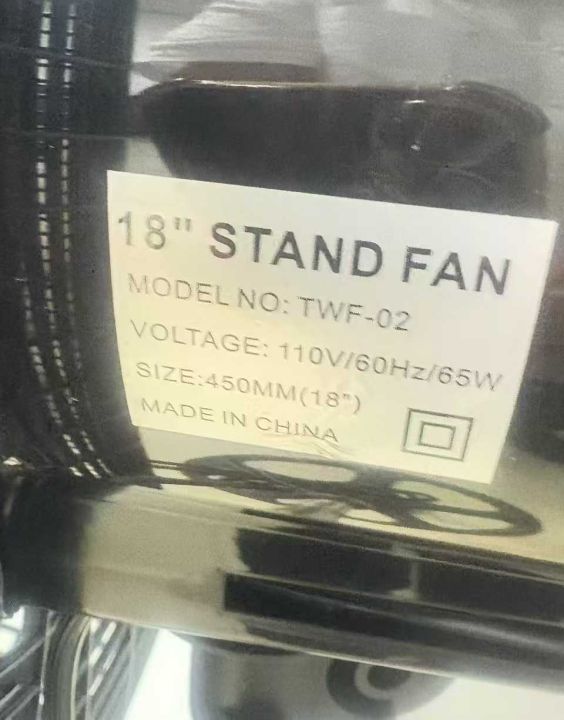 18" STAND FAN
MODEL NO: TWF-02
VOLTAGE: 110V/60Hz/65W
SIZE:450MM(18")
MADE IN CHINA